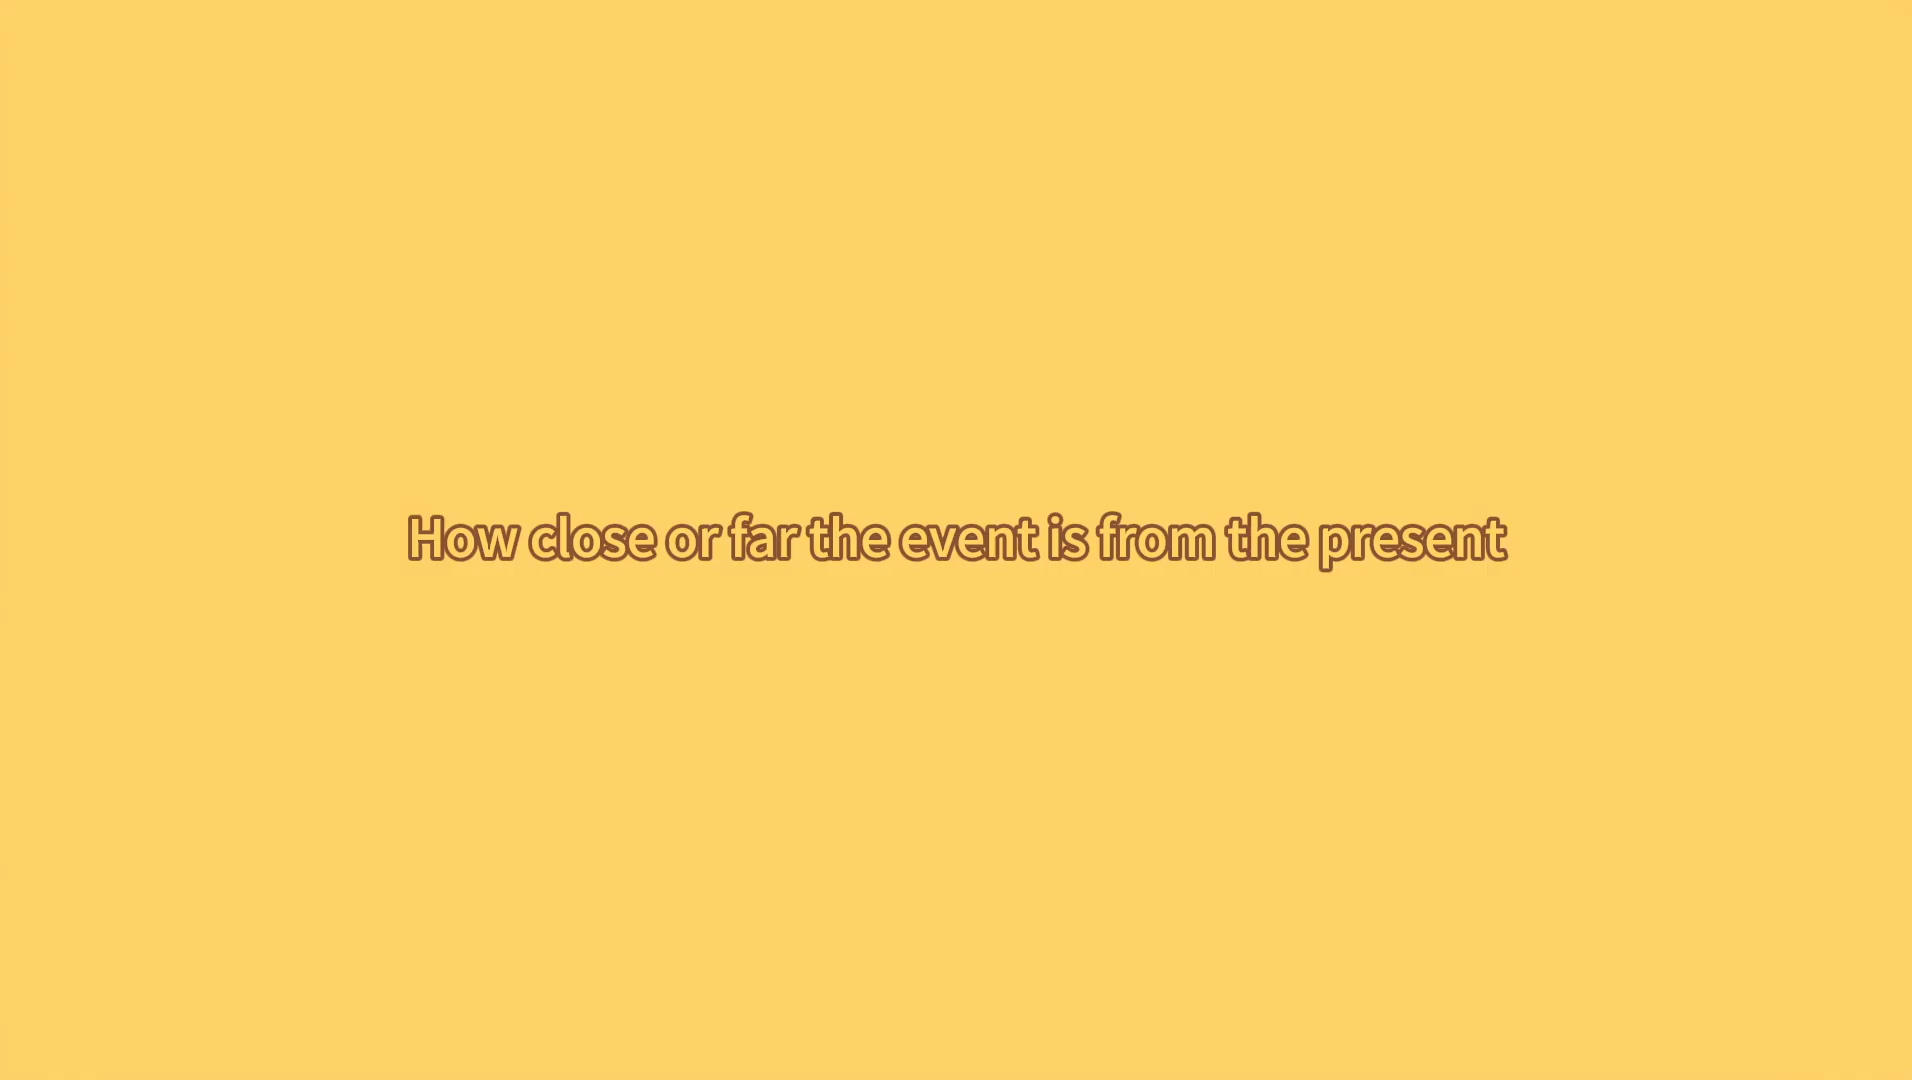 How close or far the event is from the present